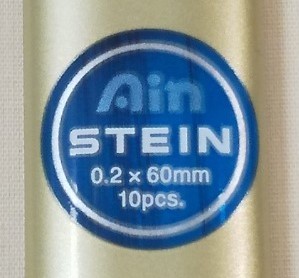 Ain
STEIN
0.2 × 60mm
10pcs.